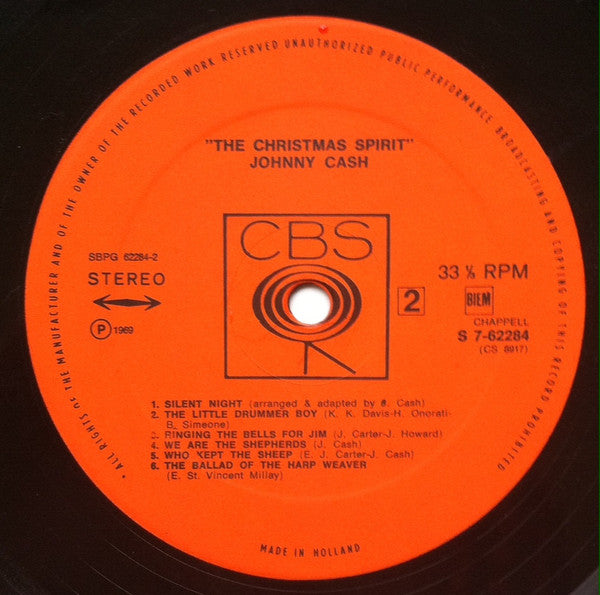 * ALL RIGHTS OF THE MANUFACTURER AND OF THE OWNER OF THE RECORDED WORK RESERVED UNAUTHORIZED PUBLIC PERFORMANCE BROADCASTING AND COPYING OF THIS RECORD PROHIBITED
"THE CHRISTMAS SPIRIT"
JOHNNY CASH
CBS
SBPG 62284-2
STEREO
Ⓟ 1969
33 ⅓ RPM
2 BIEM
CHAPPELL
S 7-62284
(CS 8917)
1. SILENT NIGHT (arranged & adapted by J. Cash)
2. THE LITTLE DRUMMER BOY (K. K. Davis-H. Onorati-
B. Simeone)
3. RINGING THE BELLS FOR JIM (J. Carter-J. Howard)
4. WE ARE THE SHEPHERDS (J. Cash)
5. WHO KEPT THE SHEEP (E. J. Carter-J. Cash)
6. THE BALLAD OF THE HARP WEAVER
(E. St. Vincent Millay)
MADE IN HOLLAND